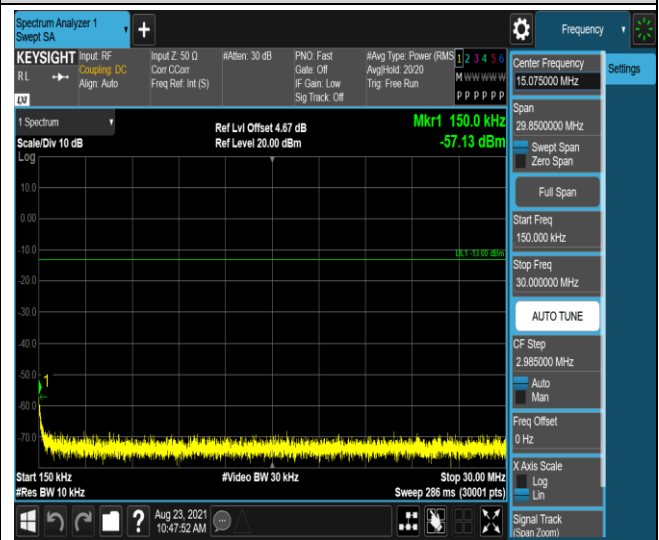 Spectrum Analyzer 1
Swept SA
Frequency
KEYSIGHT
RL
LNI
Input: RF
Coupling: DC
Align: Auto
Input Z: 50 Ω
Corr CCorr
Freq Ref: Int (S)
#Atten: 30 dB
PNO: Fast
Gate: Off
IF Gain: Low
Sig Track: Off
#Avg Type: Power (RMS
Avg|Hold: 20/20
Trig: Free Run
1 2 3 4 5 6
M W W W W W
P P P P P P
Center Frequency
15.075000 MHz
Settings
Span
29.8500000 MHz
Swept Span
Zero Span
Full Span
Start Freq
150.000 kHz
Stop Freq
30.000000 MHz
AUTO TUNE
CF Step
2.985000 MHz
Auto
Man
Freq Offset
0 Hz
X Axis Scale
Log
Lin
Signal Track
(Span Zoom)
1 Spectrum
Scale/Div 10 dB
Log
Ref Lvl Offset 4.67 dB
Ref Level 20.00 dBm
Mkr1 150.0 kHz
-57.13 dBm
10.0
0.00
-10.0
DL1 -13.00 dBm
-20.0
-30.0
-40.0
-50.0
1
-60.0
-70.0
Start 150 kHz
#Video BW 30 kHz
Stop 30.00 MHz
#Res BW 10 kHz
Sweep 286 ms (30001 pts)
Aug 23, 2021
10:47:52 AM